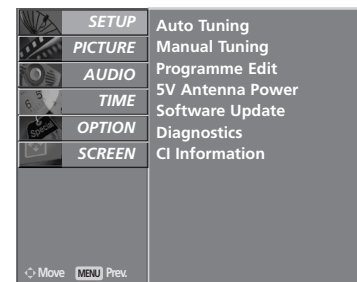 SETUP
PICTURE
AUDIO
TIME
OPTION
SCREEN
Auto Tuning
Manual Tuning
Programme Edit
5V Antenna Power
Software Update
Diagnostics
CI Information
Special
Move MENU Prev.